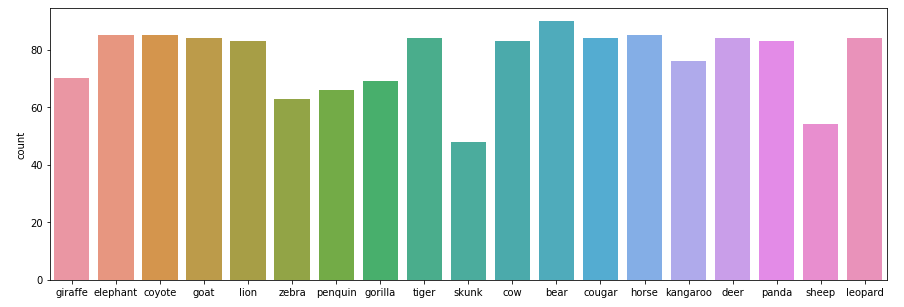 80
60
40
20
0
count
giraffe elephant coyote goat lion zebra penquin gorilla tiger skunk cow bear cougar horse kangaroo deer panda sheep leopard